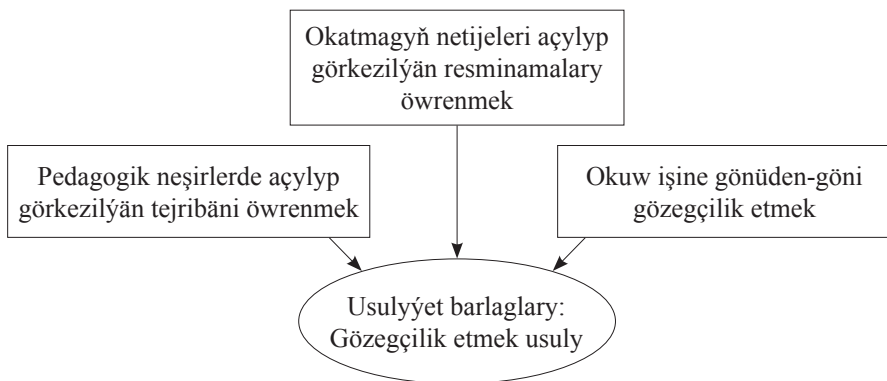 Okatmagyň netijeleri açylyp
görkezilýän resminamalary
öwrenmek
Pedagogik neşirlerde açylyp
görkezilýän tejribäni öwrenmek
Okuw işine gönüden-göni
gözegçilik etmek
Usulyýet barlaglary:
Gözegçilik etmek usuly